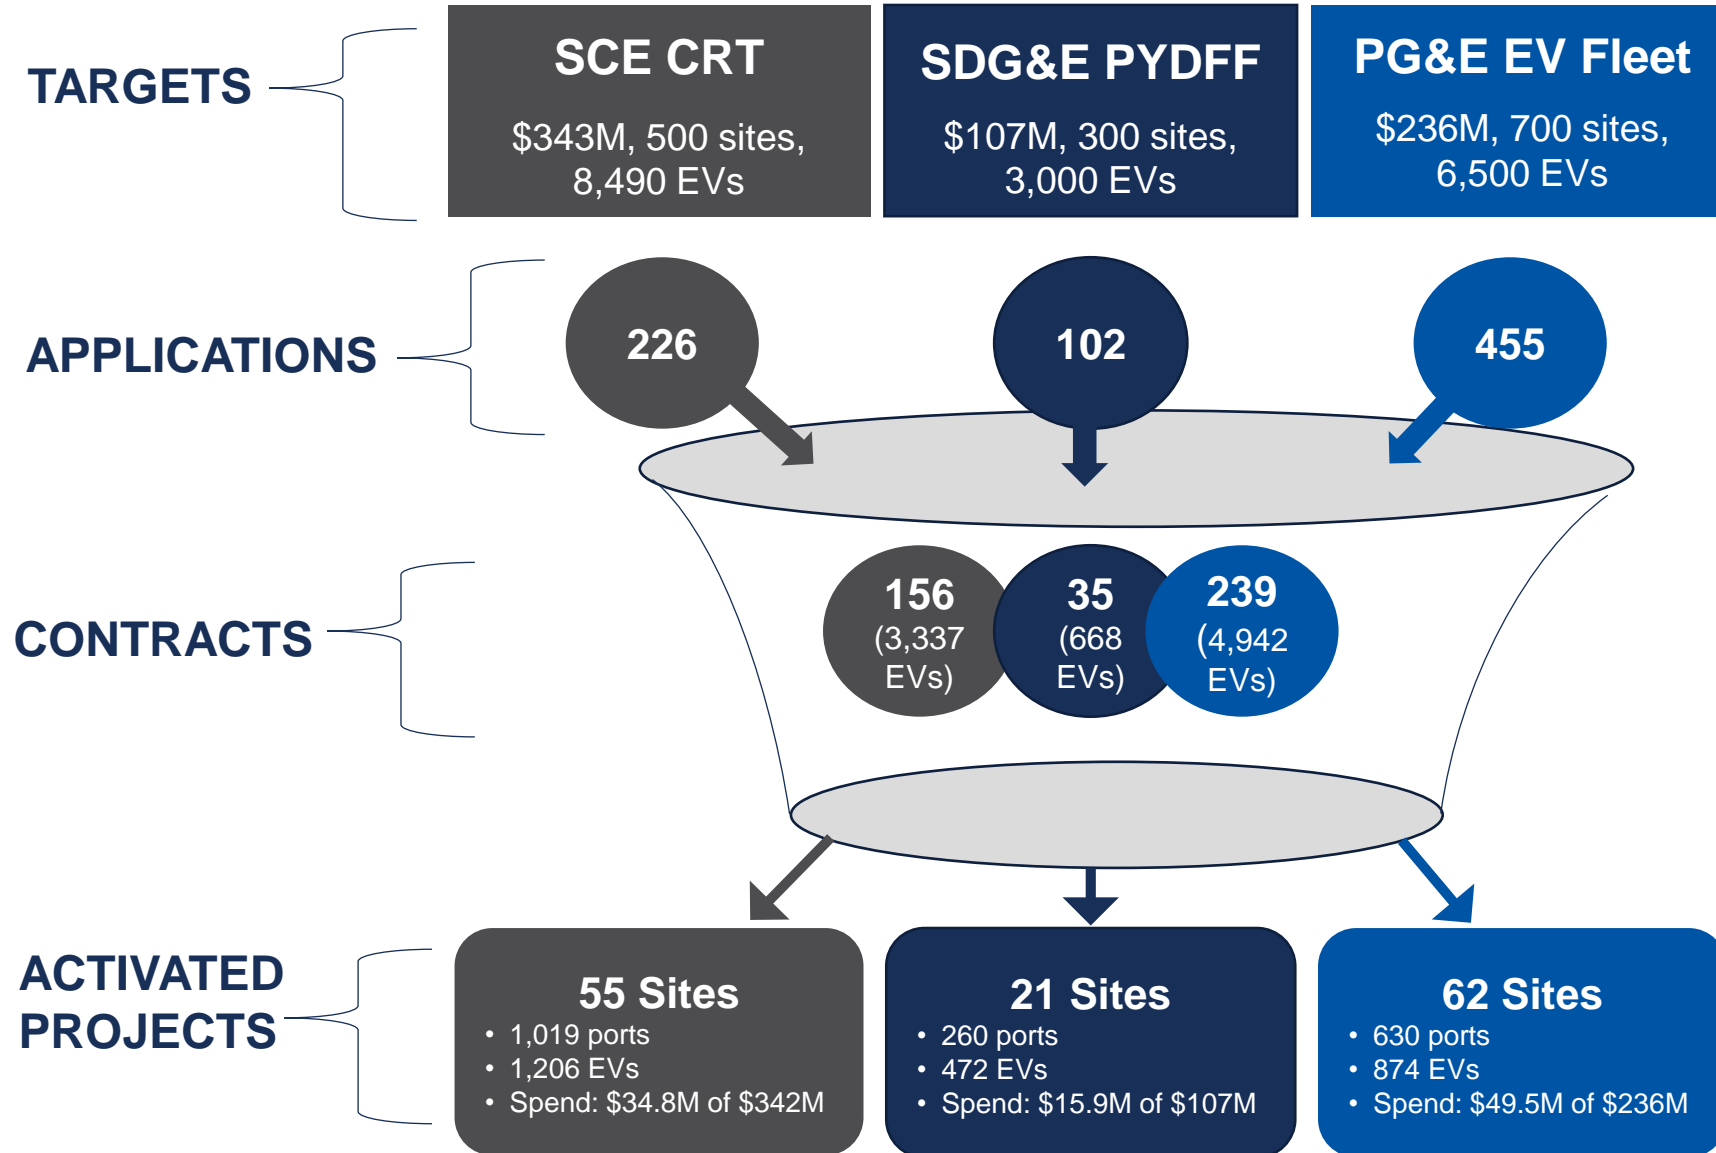 TARGETS
SCE CRT
$343M, 500 sites,
8,490 EVs
SDG&E PYDFF
$107M, 300 sites,
3,000 EVs
PG&E EV Fleet
$236M, 700 sites,
6,500 EVs
APPLICATIONS
226
102
455
CONTRACTS
156
(3,337
EVs)
35
(668
EVs)
239
(4,942
EVs)
ACTIVATED
PROJECTS
55 Sites
• 1,019 ports
• 1,206 EVs
• Spend: $34.8M of $342M
21 Sites
• 260 ports
• 472 EVs
• Spend: $15.9M of $107M
62 Sites
• 630 ports
• 874 EVs
• Spend: $49.5M of $236M